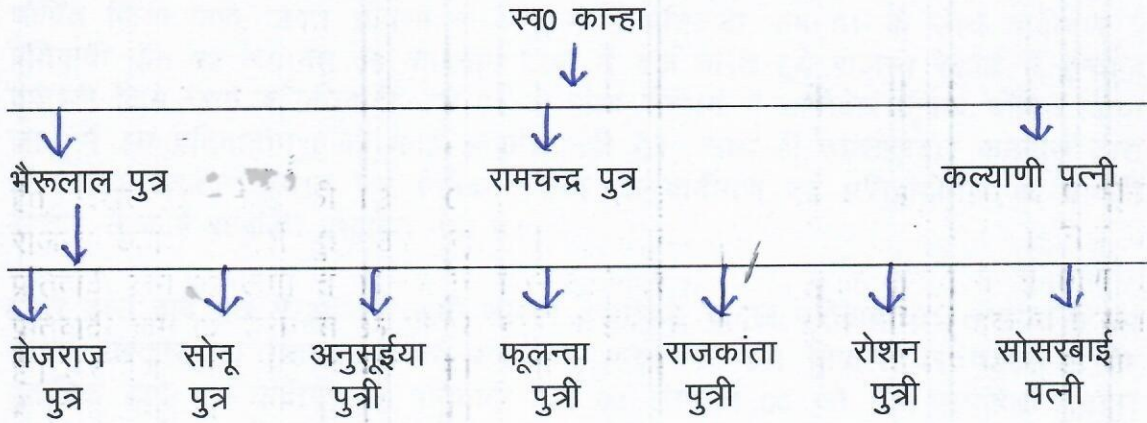 स्व0 कान्हा
भैरूलाल पुत्र रामचन्द्र पुत्र कल्याणी पत्नी
तेजराज सोनू अनुसूईया फूलन्ता राजकांता रोशन सोसरबाई
पुत्र पुत्र पुत्री पुत्री पुत्री पुत्री पत्नी